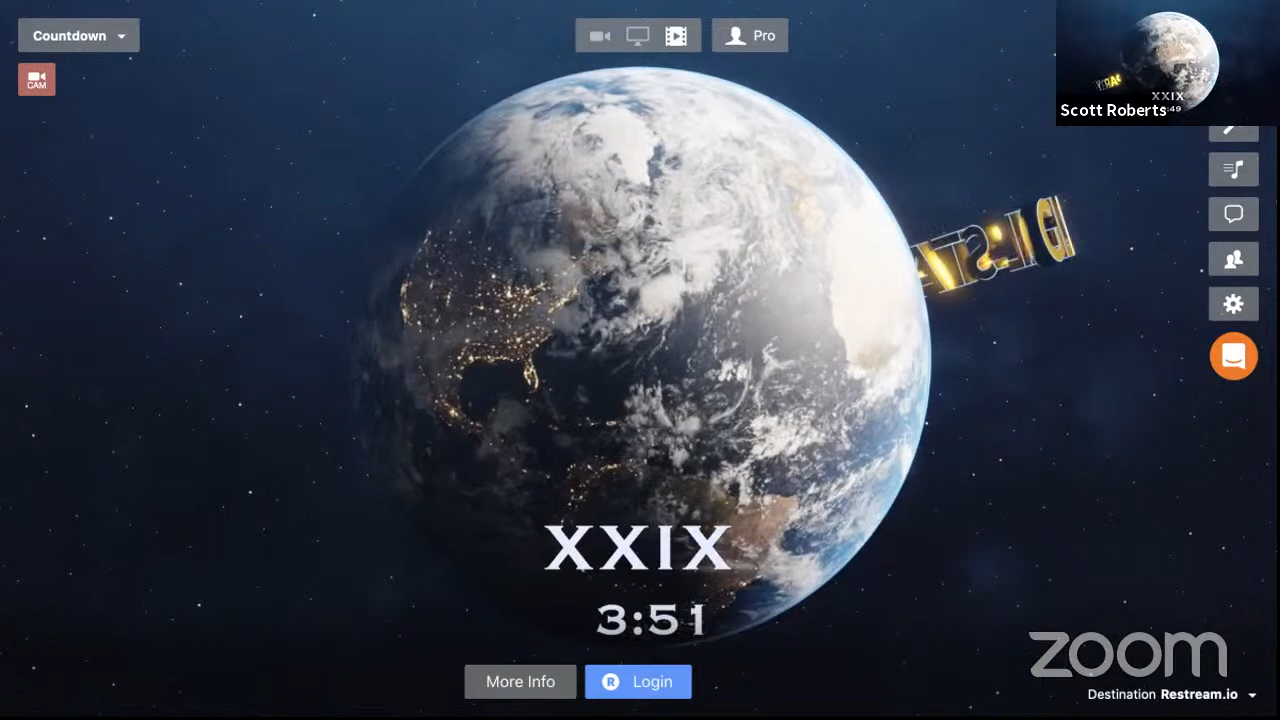 Countdown
CAM
Pro
Scott Roberts
XXIX
XXIX
3:51
More Info
R Login
zoom
Destination Restream.io